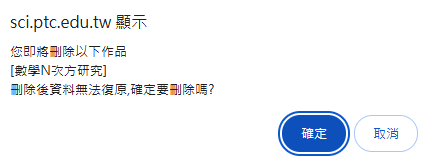 sci.ptc.edu.tw 顯示
您即將刪除以下作品
[數學N次方研究]
刪除後資料無法復原,確定要刪除嗎?
確定
取消